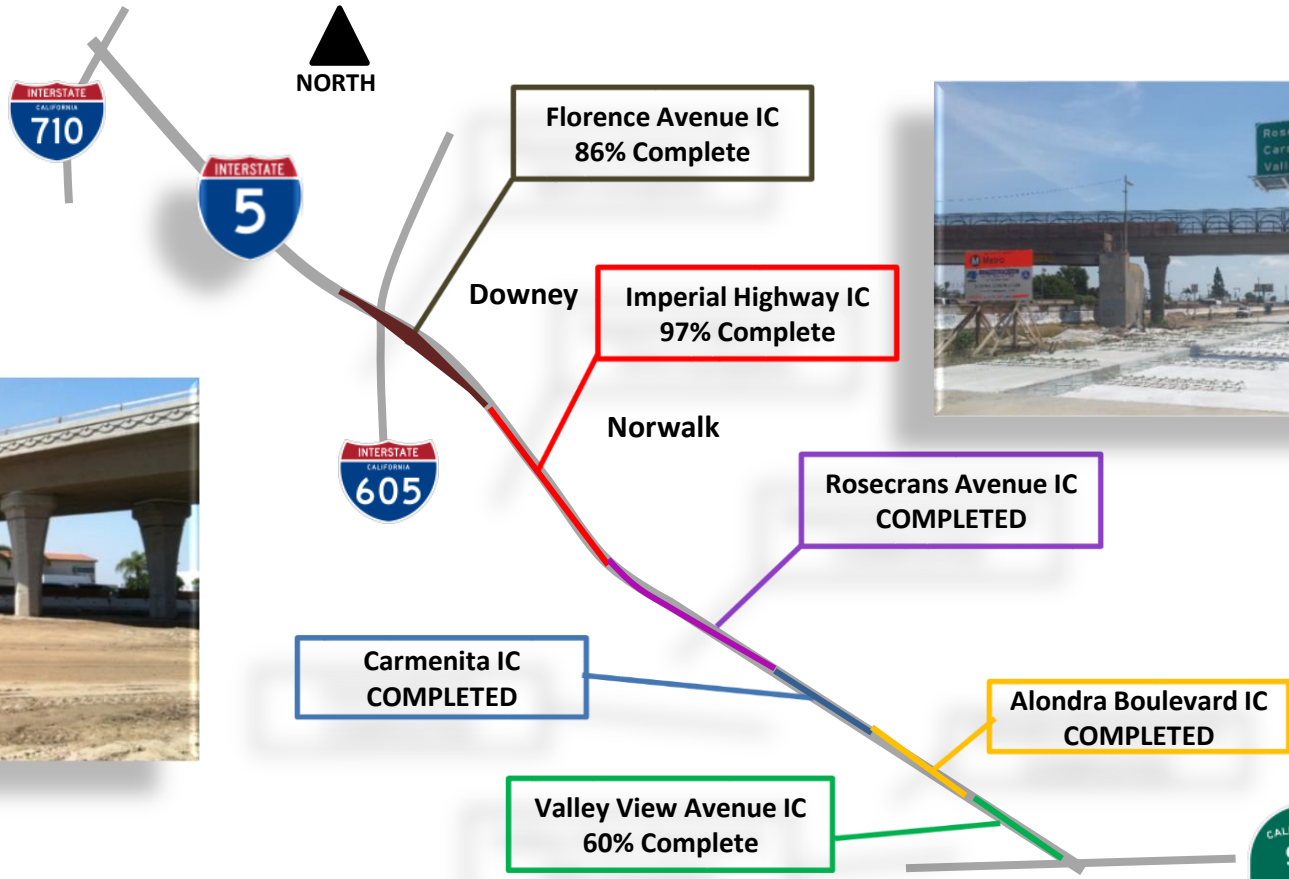 NORTH
INTERSTATE
CALIFORNIA
710
INTERSTATE
5
Florence Avenue IC
86% Complete
Downey
Imperial Highway IC
97% Complete
Metro
Norwalk
INTERSTATE
CALIFORNIA
605
Rosecrans Avenue IC
COMPLETED
Carmenita IC
COMPLETED
Alondra Boulevard IC
COMPLETED
Valley View Avenue IC
60% Complete